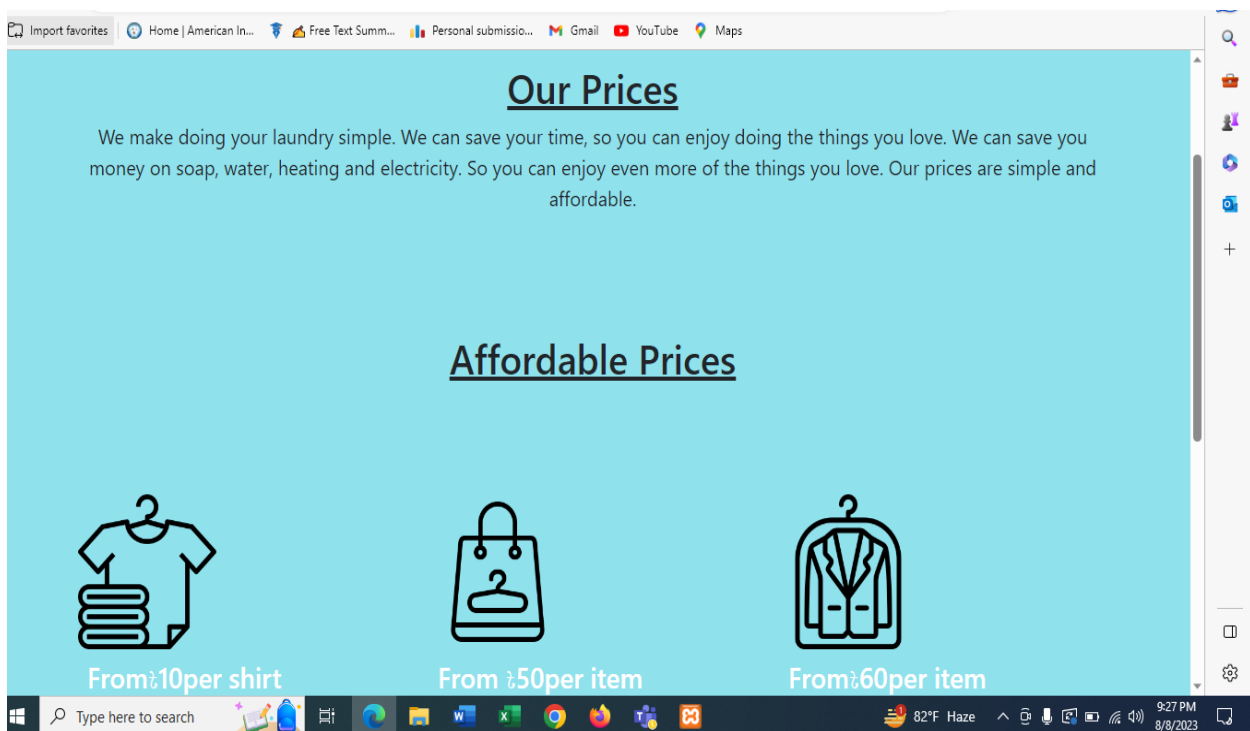 Import favorites Home | American In... Free Text Summ... Personal submissio... Gmail YouTube Maps
Our Prices
We make doing your laundry simple. We can save your time, so you can enjoy doing the things you love. We can save you
money on soap, water, heating and electricity. So you can enjoy even more of the things you love. Our prices are simple and
affordable.
Affordable Prices
From৳10per shirt From ৳50per item From৳60per item
Type here to search 82°F Haze 9:27 PM
8/8/2023